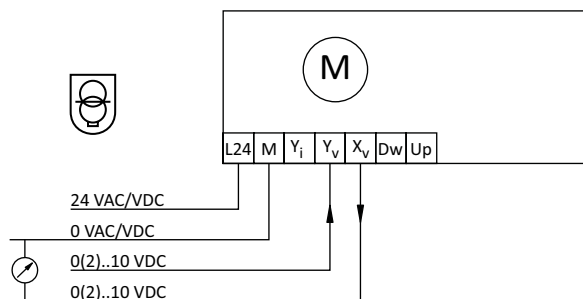 M
L24 M Yi Yv Xv Dw Up
24 VAC/VDC
0 VAC/VDC
0(2)..10 VDC
0(2)..10 VDC